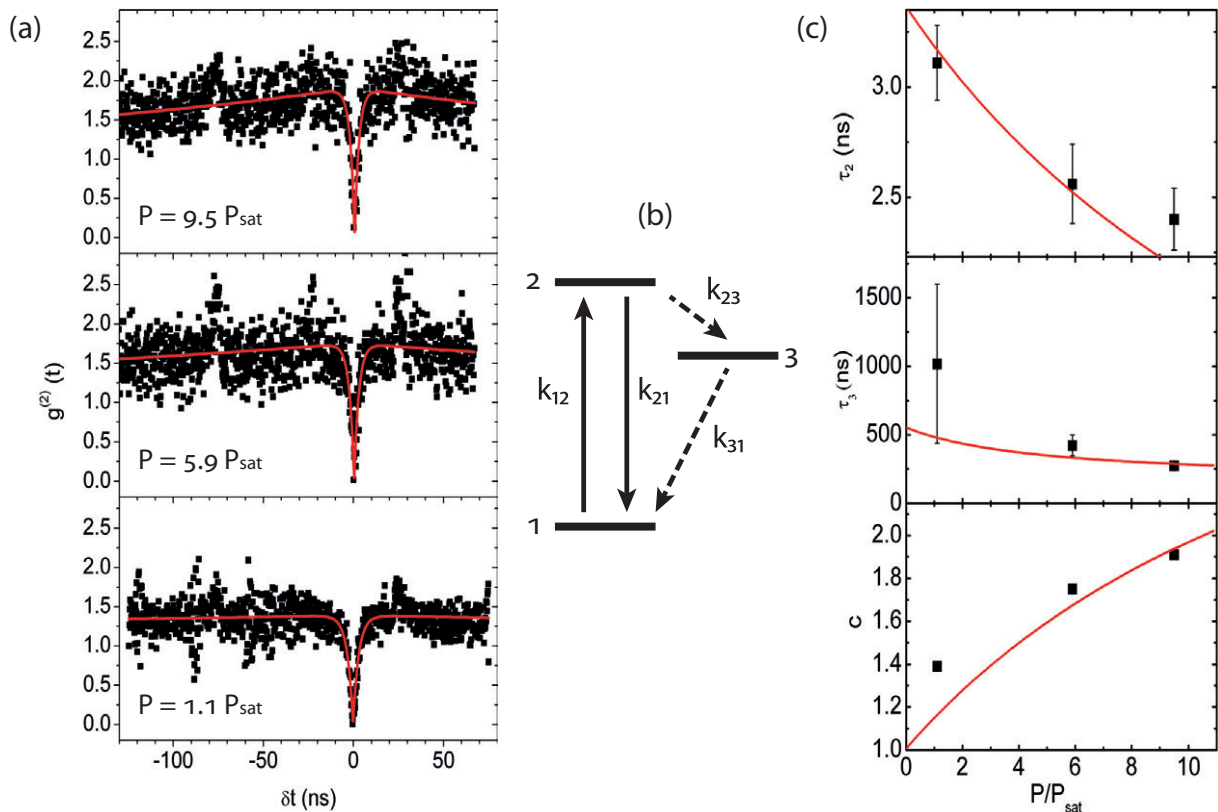 (a)
2.5
2.0
1.5
1.0
0.5
0.0
P = 9.5 Psat
2.5
2.0
1.5
1.0
0.5
0.0
P = 5.9 Psat
2.5
2.0
1.5
1.0
0.5
0.0
P = 1.1 Psat
g(2) (t)
-100
-50
0
50
δt (ns)
(b)
2
k23
3
k12
k21
k31
1
(c)
3.0
2.5
τ2 (ns)
1500
1000
500
0
τ3 (ns)
2.0
1.8
1.6
1.4
1.2
1.0
c
0
2
4
6
8
10
P/Psat